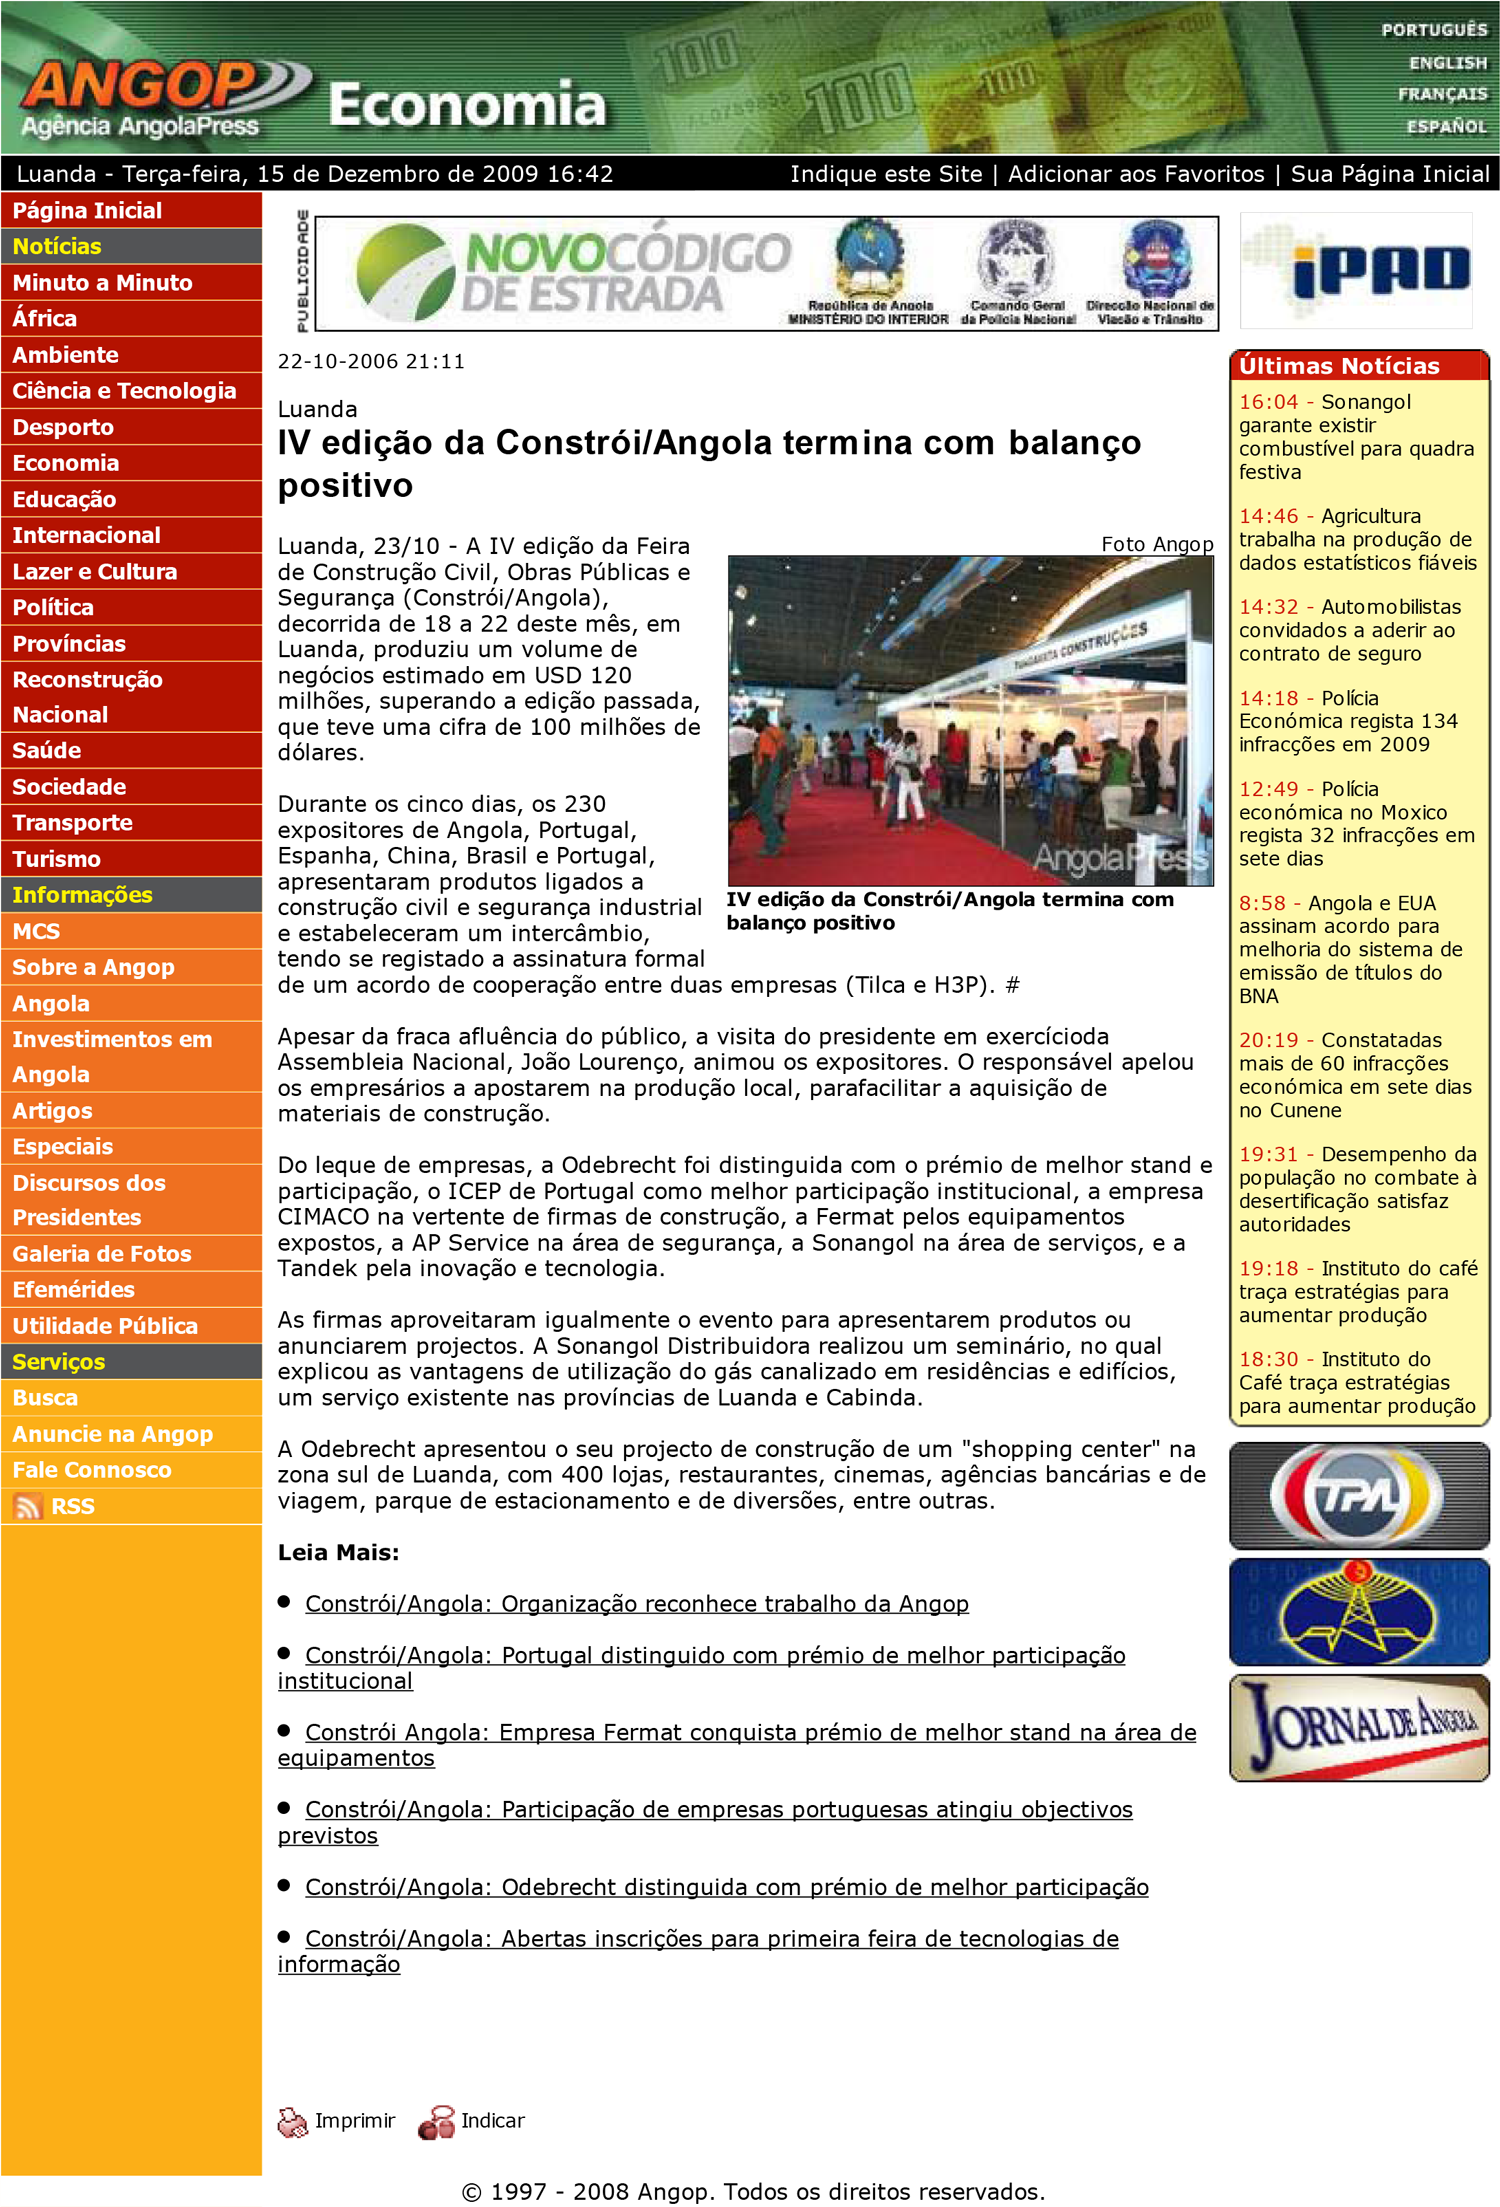 PORTUGUÊS
ENGLISH
FRANÇAIS
ESPAÑOL
ANGOP
Agência AngolaPress
Economia
Luanda - Terça-feira, 15 de Dezembro de 2009 16:42
Indique este Site | Adicionar aos Favoritos | Sua Página Inicial
Página Inicial
Notícias
Minuto a Minuto
África
Ambiente
Ciência e Tecnologia
Desporto
Economia
Educação
Internacional
Lazer e Cultura
Política
Províncias
Reconstrução
Nacional
Saúde
Sociedade
Transporte
Turismo
Informações
MCS
Sobre a Angop
Angola
Investimentos em
Angola
Artigos
Especiais
Discursos dos
Presidentes
Galeria de Fotos
Efemérides
Utilidade Pública
Serviços
Busca
Anuncie na Angop
Fale Connosco
RSS
PUBLICIDADE
NOVOCÓDIGO
DE ESTRADA
República de Angola
MINISTÉRIO DO INTERIOR
Comando Geral
da Polícia Nacional
Direcção Nacional de
Viação e Trânsito
iPAD
22-10-2006 21:11
Luanda
IV edição da Constrói/Angola termina com balanço
positivo
Foto Angop
TANGANITA CONSTRUÇÕES
AngolaPress
IV edição da Constrói/Angola termina com
balanço positivo
Luanda, 23/10 - A IV edição da Feira
de Construção Civil, Obras Públicas e
Segurança (Constrói/Angola),
decorrida de 18 a 22 deste mês, em
Luanda, produziu um volume de
negócios estimado em USD 120
milhões, superando a edição passada,
que teve uma cifra de 100 milhões de
dólares.
Durante os cinco dias, os 230
expositores de Angola, Portugal,
Espanha, China, Brasil e Portugal,
apresentaram produtos ligados a
construção civil e segurança industrial
e estabeleceram um intercâmbio,
tendo se registado a assinatura formal
de um acordo de cooperação entre duas empresas (Tilca e H3P). #
Apesar da fraca afluência do público, a visita do presidente em exercícioda
Assembleia Nacional, João Lourenço, animou os expositores. O responsável apelou
os empresários a apostarem na produção local, parafacilitar a aquisição de
materiais de construção.
Do leque de empresas, a Odebrecht foi distinguida com o prémio de melhor stand e
participação, o ICEP de Portugal como melhor participação institucional, a empresa
CIMACO na vertente de firmas de construção, a Fermat pelos equipamentos
expostos, a AP Service na área de segurança, a Sonangol na área de serviços, e a
Tandek pela inovação e tecnologia.
As firmas aproveitaram igualmente o evento para apresentarem produtos ou
anunciarem projectos. A Sonangol Distribuidora realizou um seminário, no qual
explicou as vantagens de utilização do gás canalizado em residências e edifícios,
um serviço existente nas províncias de Luanda e Cabinda.
A Odebrecht apresentou o seu projecto de construção de um "shopping center" na
zona sul de Luanda, com 400 lojas, restaurantes, cinemas, agências bancárias e de
viagem, parque de estacionamento e de diversões, entre outras.
Leia Mais:
Constrói/Angola: Organização reconhece trabalho da Angop
Constrói/Angola: Portugal distinguido com prémio de melhor participação
institucional
Constrói Angola: Empresa Fermat conquista prémio de melhor stand na área de
equipamentos
Constrói/Angola: Participação de empresas portuguesas atingiu objectivos
previstos
Constrói/Angola: Odebrecht distinguida com prémio de melhor participação
Constrói/Angola: Abertas inscrições para primeira feira de tecnologias de
informação
Imprimir
Indicar
Últimas Notícias
16:04 - Sonangol
garante existir
combustível para quadra
festiva
14:46 - Agricultura
trabalha na produção de
dados estatísticos fiáveis
14:32 - Automobilistas
convidados a aderir ao
contrato de seguro
14:18 - Polícia
Económica regista 134
infracções em 2009
12:49 - Polícia
económica no Moxico
regista 32 infracções em
sete dias
8:58 - Angola e EUA
assinam acordo para
melhoria do sistema de
emissão de títulos do
BNA
20:19 - Constatadas
mais de 60 infracções
económica em sete dias
no Cunene
19:31 - Desempenho da
população no combate à
desertificação satisfaz
autoridades
19:18 - Instituto do café
traça estratégias para
aumentar produção
18:30 - Instituto do
Café traça estratégias
para aumentar produção
TPA
JORNAL DE ANGOLA
© 1997 - 2008 Angop. Todos os direitos reservados.